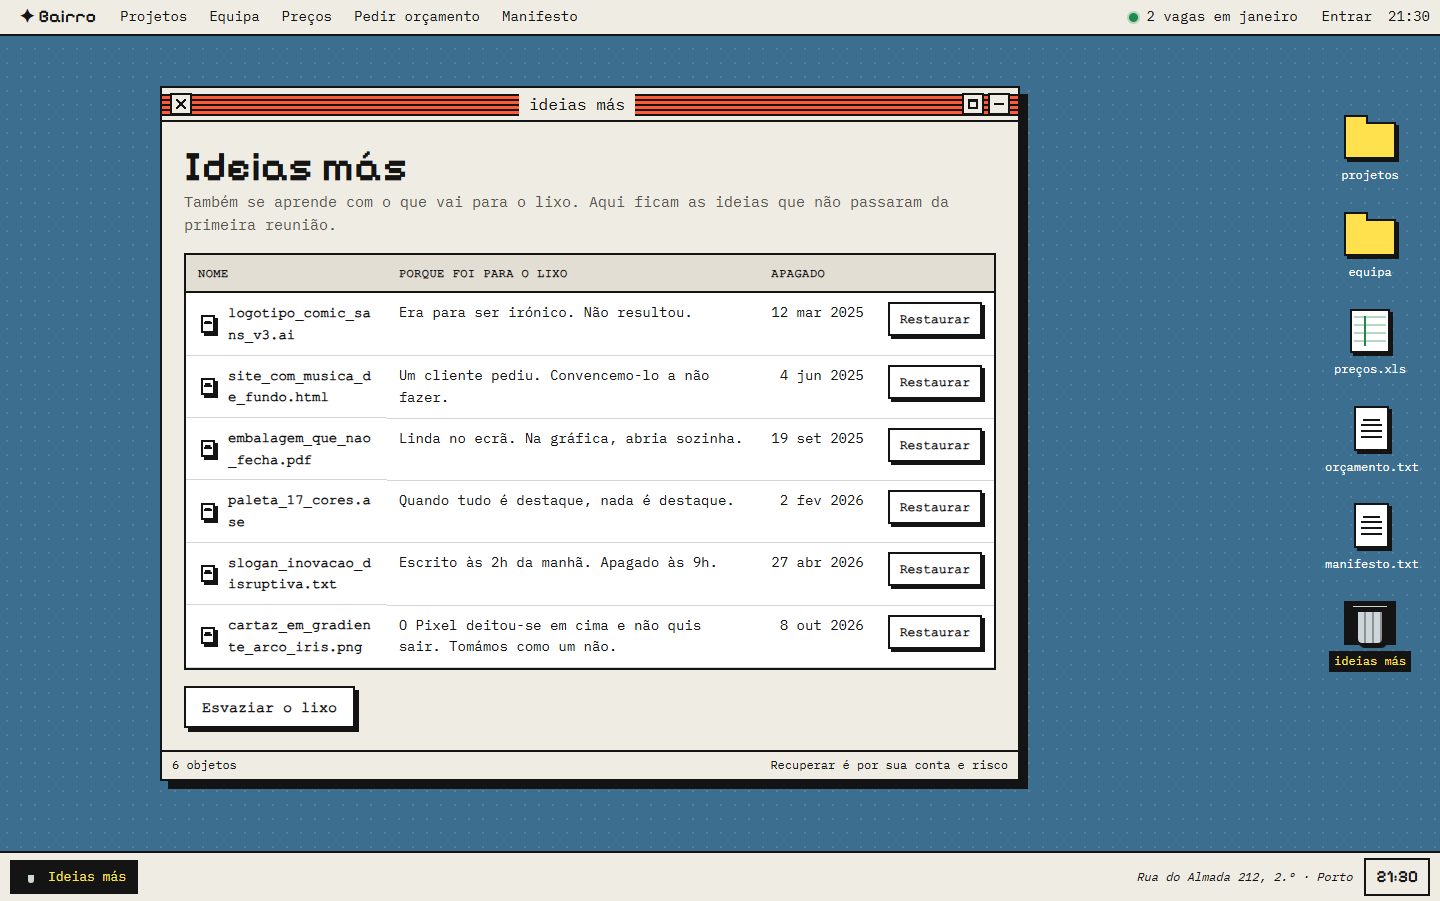 ✦ Bairro Projetos Equipa Preços Pedir orçamento Manifesto 2 vagas em janeiro Entrar 21:30
ideias más
Ideias más
Também se aprende com o que vai para o lixo. Aqui ficam as ideias que não passaram da
primeira reunião.
NOME PORQUE FOI PARA O LIXO APAGADO
logotipo_comic_sa
ns_v3.ai
Era para ser irónico. Não resultou.
12 mar 2025
Restaurar
site_com_musica_d
e_fundo.html
Um cliente pediu. Convencemo-lo a não
fazer.
4 jun 2025
Restaurar
embalagem_que_nao
_fecha.pdf
Linda no ecrã. Na gráfica, abria sozinha.
19 set 2025
Restaurar
paleta_17_cores.a
se
Quando tudo é destaque, nada é destaque.
2 fev 2026
Restaurar
slogan_inovacao_d
isruptiva.txt
Escrito às 2h da manhã. Apagado às 9h.
27 abr 2026
Restaurar
cartaz_em_gradien
te_arco_iris.png
O Pixel deitou-se em cima e não quis
sair. Tomámos como um não.
8 out 2026
Restaurar
Esvaziar o lixo
6 objetos
Recuperar é por sua conta e risco
projetos
equipa
preços.xls
orçamento.txt
manifesto.txt
ideias más
Ideias más
Rua do Almada 212, 2.º · Porto
21:30